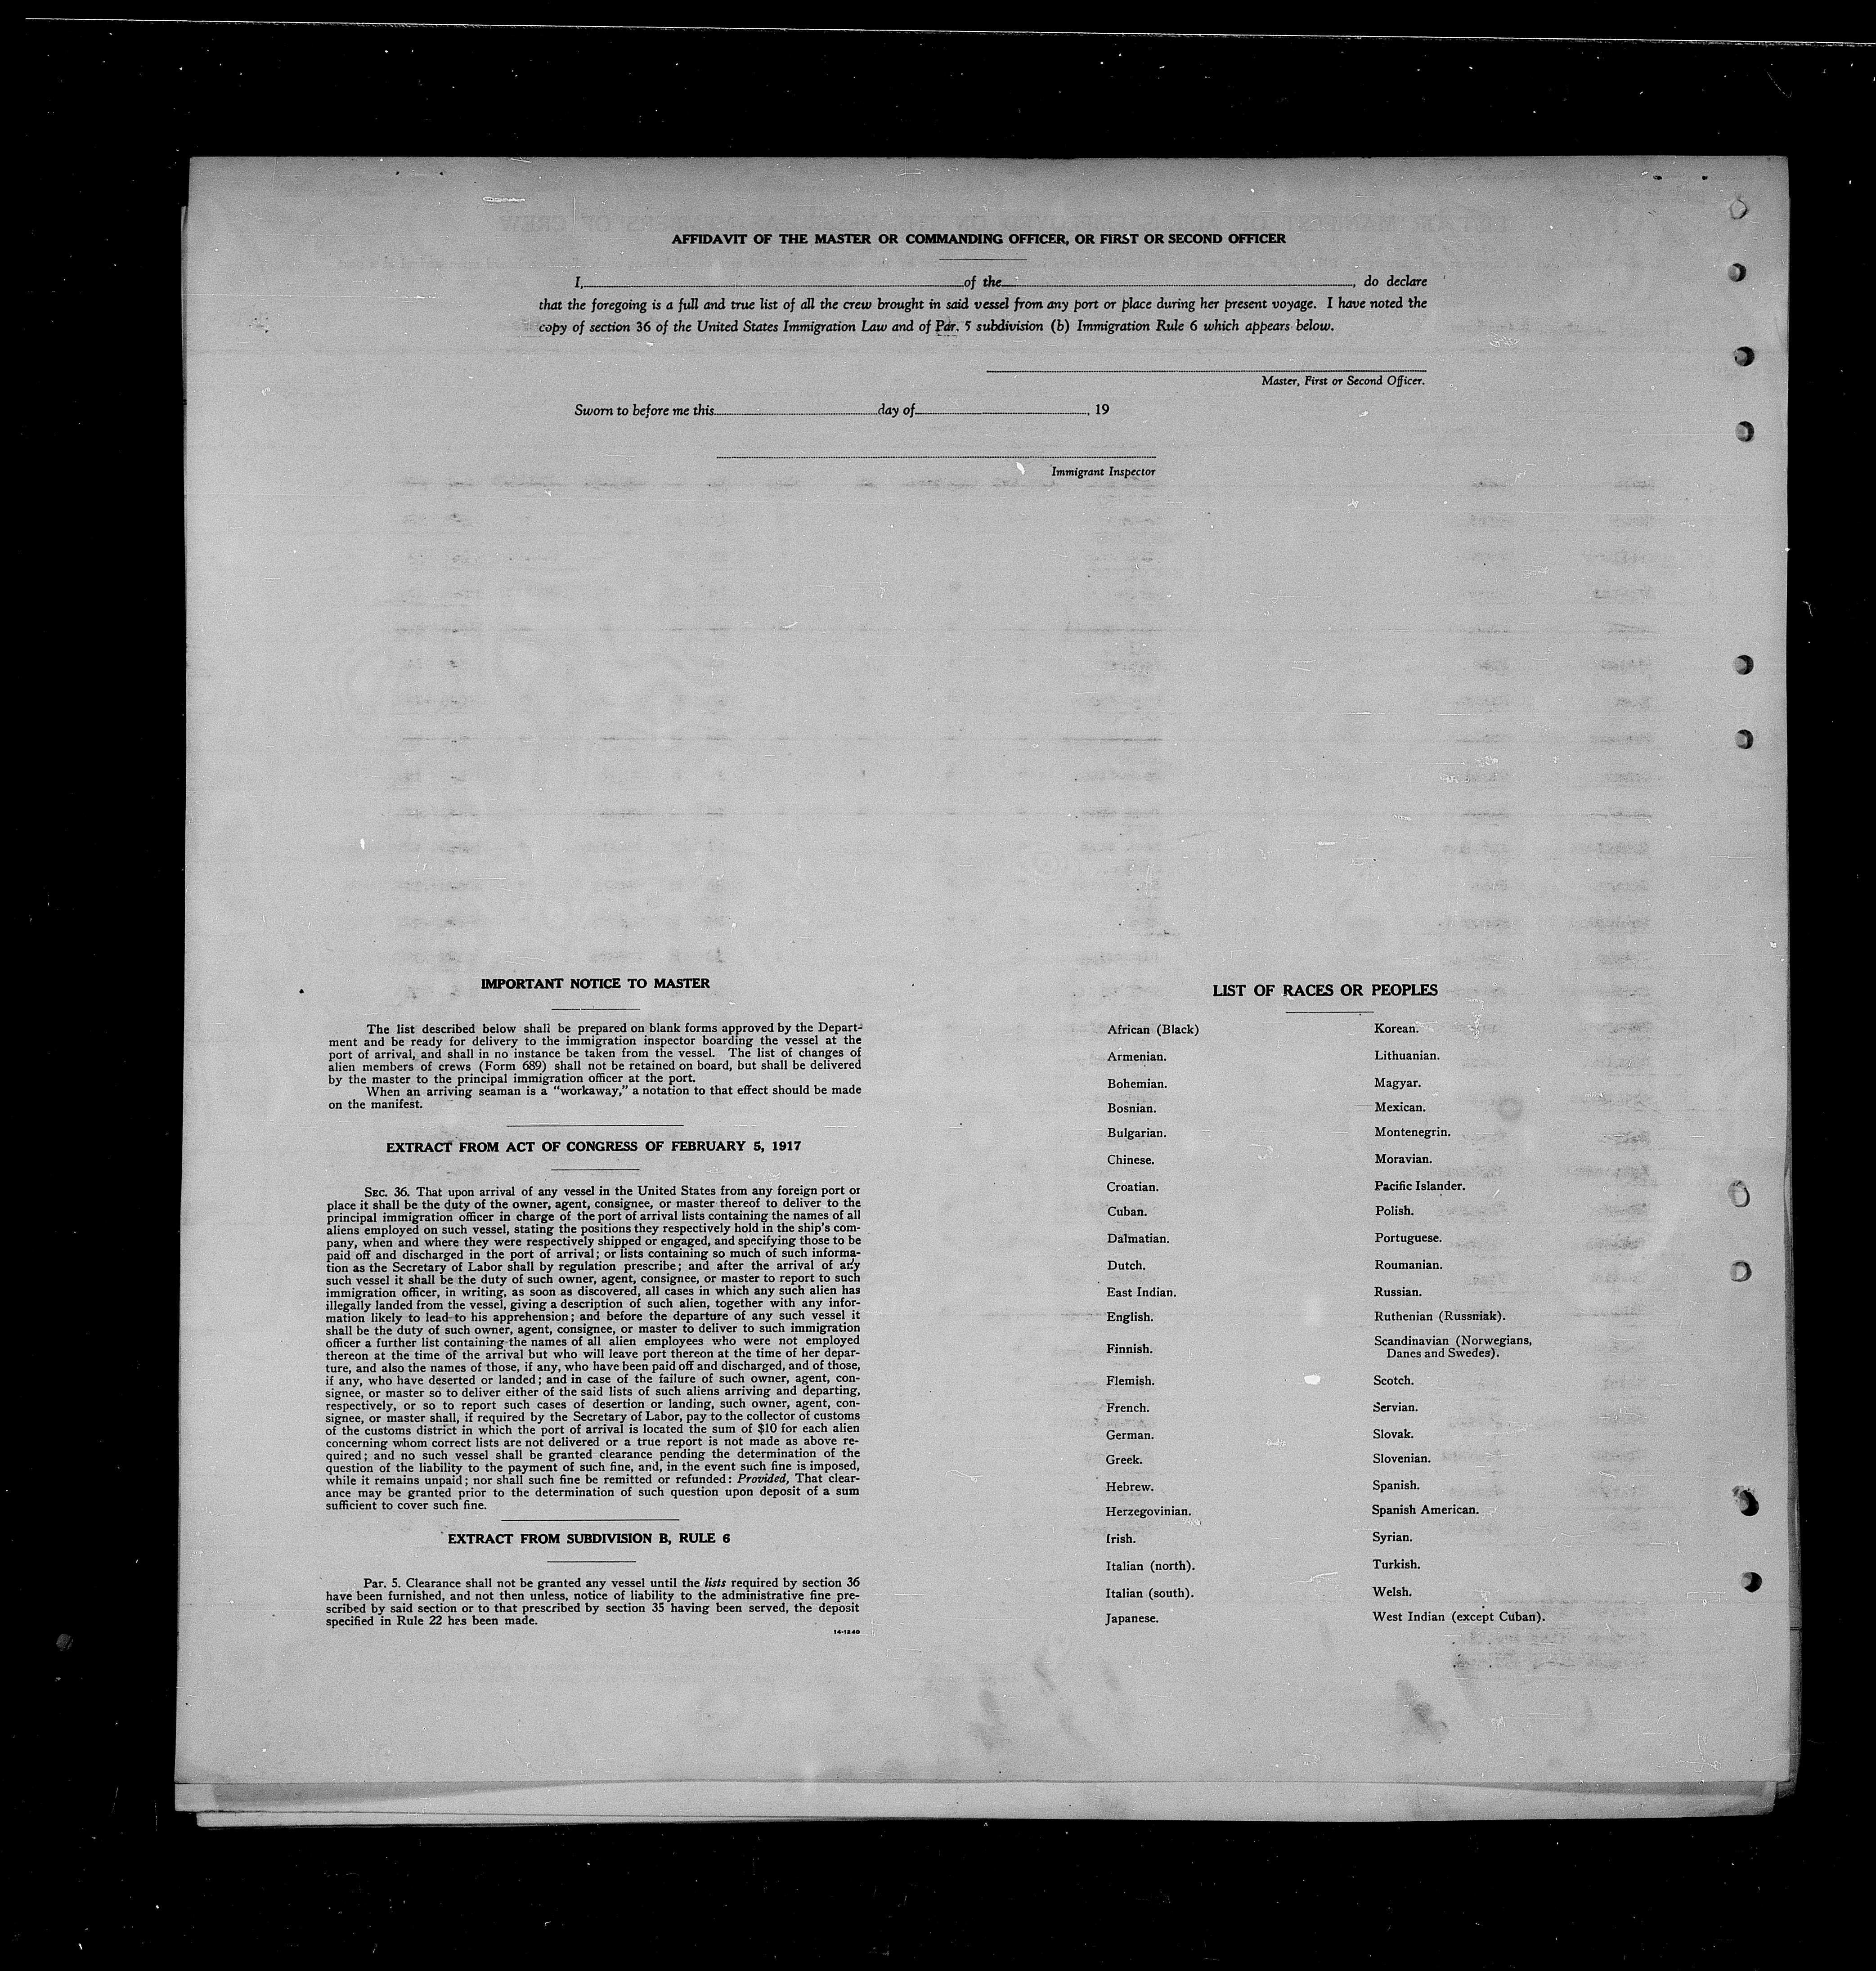 AFFIDAVIT OF THE MASTER OR COMMANDING OFFICER, OR FIRST OR SECOND OFFICER
I, of the , do declare
that the foregoing is a full and true list of all the crew brought in said vessel from any port or place during her present voyage. I have noted the
copy of section 36 of the United States Immigration Law and of Par. 5 subdivision (b) Immigration Rule 6 which appears below.
Master, First or Second Officer.
Sworn to before me this day of , 19
Immigrant Inspector
IMPORTANT NOTICE TO MASTER
The list described below shall be prepared on blank forms approved by the Depart-
ment and be ready for delivery to the immigration inspector boarding the vessel at the
port of arrival, and shall in no instance be taken from the vessel. The list of changes of
alien members of crews (Form 689) shall not be retained on board, but shall be delivered
by the master to the principal immigration officer at the port.
When an arriving seaman is a "workaway," a notation to that effect should be made
on the manifest.
EXTRACT FROM ACT OF CONGRESS OF FEBRUARY 5, 1917
SEC. 36. That upon arrival of any vessel in the United States from any foreign port or
place it shall be the duty of the owner, agent, consignee, or master thereof to deliver to the
principal immigration officer in charge of the port of arrival lists containing the names of all
aliens employed on such vessel, stating the positions they respectively hold in the ship's com-
pany, when and where they were respectively shipped or engaged, and specifying those to be
paid off and discharged in the port of arrival; or lists containing so much of such informa-
tion as the Secretary of Labor shall by regulation prescribe; and after the arrival of any
such vessel it shall be the duty of such owner, agent, consignee, or master to report to such
immigration officer, in writing, as soon as discovered, all cases in which any such alien has
illegally landed from the vessel, giving a description of such alien, together with any infor-
mation likely to lead to his apprehension; and before the departure of any such vessel it
shall be the duty of such owner, agent, consignee, or master to deliver to such immigration
officer a further list containing the names of all alien employees who were not employed
thereon at the time of the arrival but who will leave port thereon at the time of her depar-
ture, and also the names of those, if any, who have been paid off and discharged, and of those,
if any, who have deserted or landed; and in case of the failure of such owner, agent, con-
signee, or master so to deliver either of the said lists of such aliens arriving and departing,
respectively, or so to report such cases of desertion or landing, such owner, agent, con-
signee, or master shall, if required by the Secretary of Labor, pay to the collector of customs
of the customs district in which the port of arrival is located the sum of $10 for each alien
concerning whom correct lists are not delivered or a true report is not made as above re-
quired; and no such vessel shall be granted clearance pending the determination of the
question of the liability to the payment of such fine, and, in the event such fine is imposed,
while it remains unpaid; nor shall such fine be remitted or refunded: Provided, That clear-
ance may be granted prior to the determination of such question upon deposit of a sum
sufficient to cover such fine.
EXTRACT FROM SUBDIVISION B, RULE 6
Par. 5. Clearance shall not be granted any vessel until the lists required by section 36
have been furnished, and not then unless, notice of liability to the administrative fine pre-
scribed by said section or to that prescribed by section 35 having been served, the deposit
specified in Rule 22 has been made.
14-1240
LIST OF RACES OR PEOPLES
African (Black)
Armenian.
Bohemian.
Bosnian.
Bulgarian.
Chinese.
Croatian.
Cuban.
Dalmatian.
Dutch.
East Indian.
English.
Finnish.
Flemish.
French.
German.
Greek.
Hebrew.
Herzegovinian.
Irish.
Italian (north).
Italian (south).
Japanese.
Korean.
Lithuanian.
Magyar.
Mexican.
Montenegrin.
Moravian.
Pacific Islander.
Polish.
Portuguese.
Roumanian.
Russian.
Ruthenian (Russniak).
Scandinavian (Norwegians,
Danes and Swedes).
Scotch.
Servian.
Slovak.
Slovenian.
Spanish.
Spanish American.
Syrian.
Turkish.
Welsh.
West Indian (except Cuban).